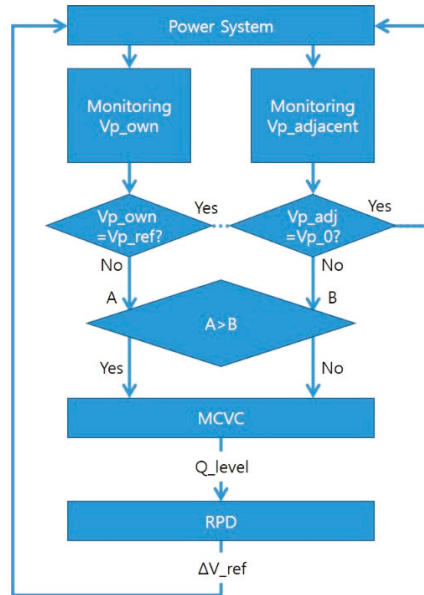 Power System
Monitoring
Vp_own
Monitoring
Vp_adjacent
Vp_own
=Vp_ref?
Yes
Vp_adj
=Vp_0?
Yes
No
No
A
B
A>B
Yes
No
MCVC
Q_level
RPD
ΔV_ref